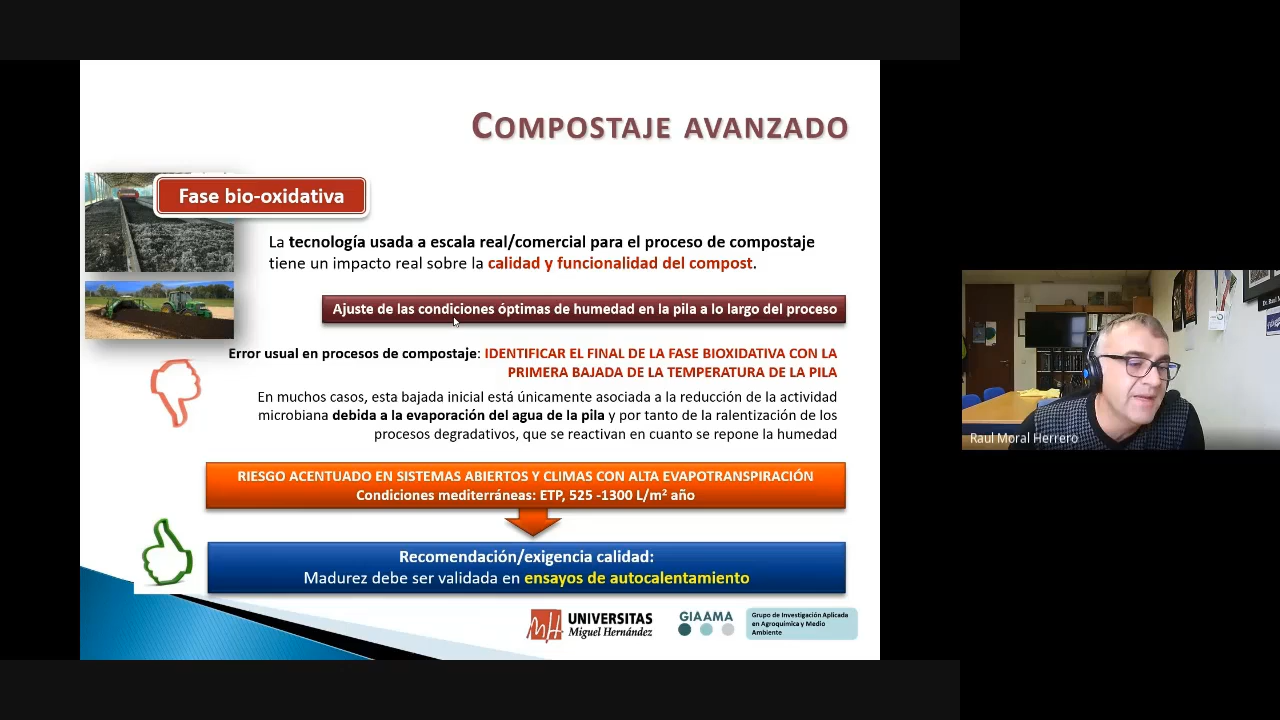 COMPOSTAJE AVANZADO
Fase bio-oxidativa
La tecnología usada a escala real/comercial para el proceso de compostaje
tiene un impacto real sobre la calidad y funcionalidad del compost.
Ajuste de las condiciones óptimas de humedad en la pila a lo largo del proceso
Error usual en procesos de compostaje: IDENTIFICAR EL FINAL DE LA FASE BIOXIDATIVA CON LA
PRIMERA BAJADA DE LA TEMPERATURA DE LA PILA
En muchos casos, esta bajada inicial está únicamente asociada a la reducción de la actividad
microbiana debida a la evaporación del agua de la pila y por tanto de la ralentización de los
procesos degradativos, que se reactivan en cuanto se repone la humedad
RIESGO ACENTUADO EN SISTEMAS ABIERTOS Y CLIMAS CON ALTA EVAPOTRANSPIRACIÓN
Condiciones mediterráneas: ETP, 525 -1300 L/m² año
Recomendación/exigencia calidad:
Madurez debe ser validada en ensayos de autocalentamiento
UNIVERSITAS
Miguel Hernández
GIAAMA
Grupo de Investigación Aplicada
en Agroquímica y Medio
Ambiente
Raul Moral Herrero